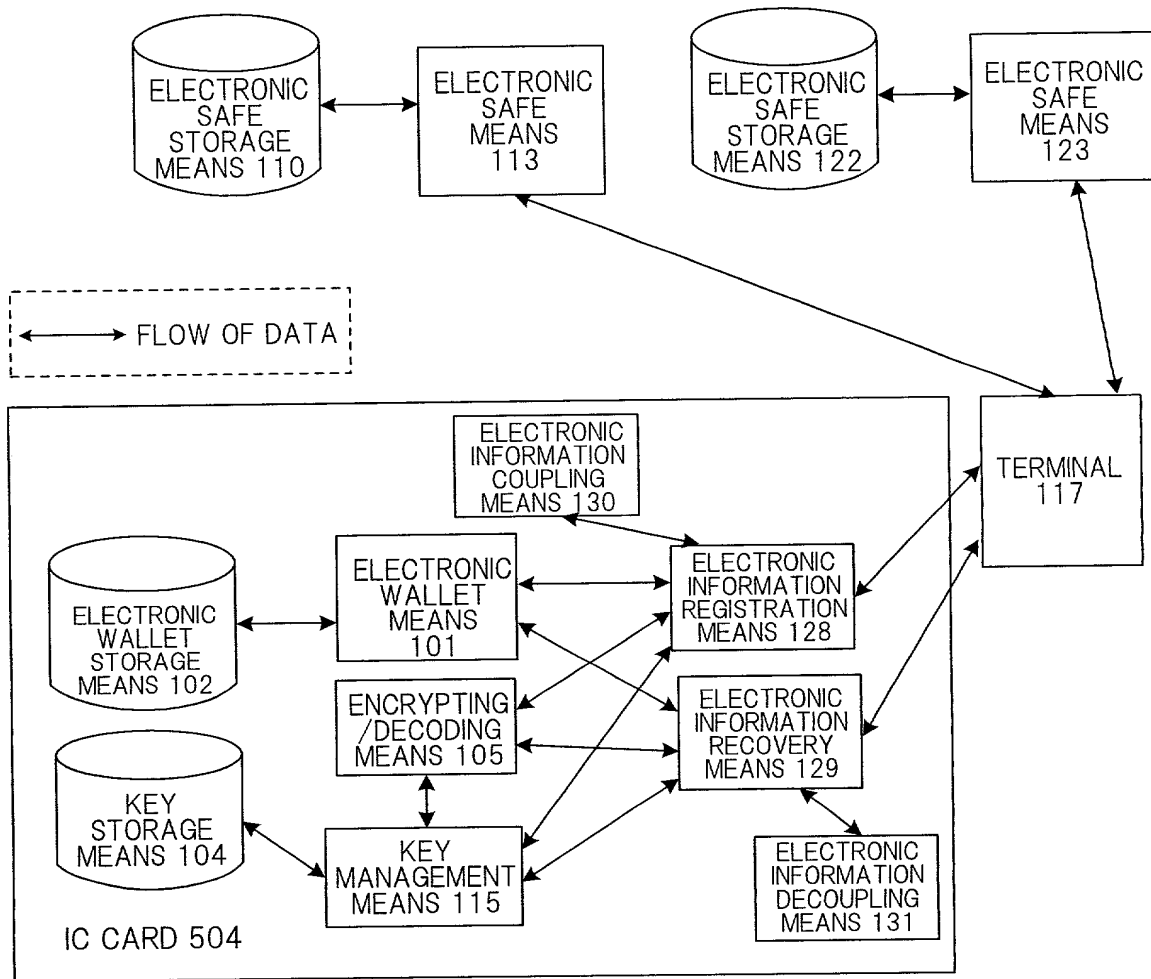 ELECTRONIC
SAFE
STORAGE
MEANS 110
ELECTRONIC
SAFE
MEANS
113
ELECTRONIC
SAFE
STORAGE
MEANS 122
ELECTRONIC
SAFE
MEANS
123
FLOW OF DATA
ELECTRONIC
INFORMATION
COUPLING
MEANS 130
TERMINAL
117
ELECTRONIC
WALLET
STORAGE
MEANS 102
ELECTRONIC
WALLET
MEANS
101
ELECTRONIC
INFORMATION
REGISTRATION
MEANS 128
ENCRYPTING
/DECODING
MEANS 105
ELECTRONIC
INFORMATION
RECOVERY
MEANS 129
KEY
STORAGE
MEANS 104
KEY
MANAGEMENT
MEANS 115
ELECTRONIC
INFORMATION
DECOUPLING
MEANS 131
IC CARD 504